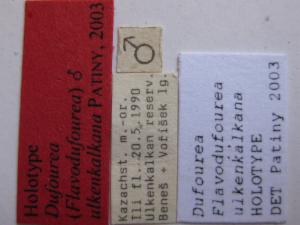 Holotype
Dufourea
(Flavodufourea) ♂
ulkenkalkana PATINY, 2003
♂
Kazachst. m.-or.
Ili fl. 20.5.1990
Ulkenkalkan reserv.
Beneš + Voříšek lg.
Dufourea
Flavodufourea
ulkenkalkana
HOLOTYPE
DET Patiny 2003